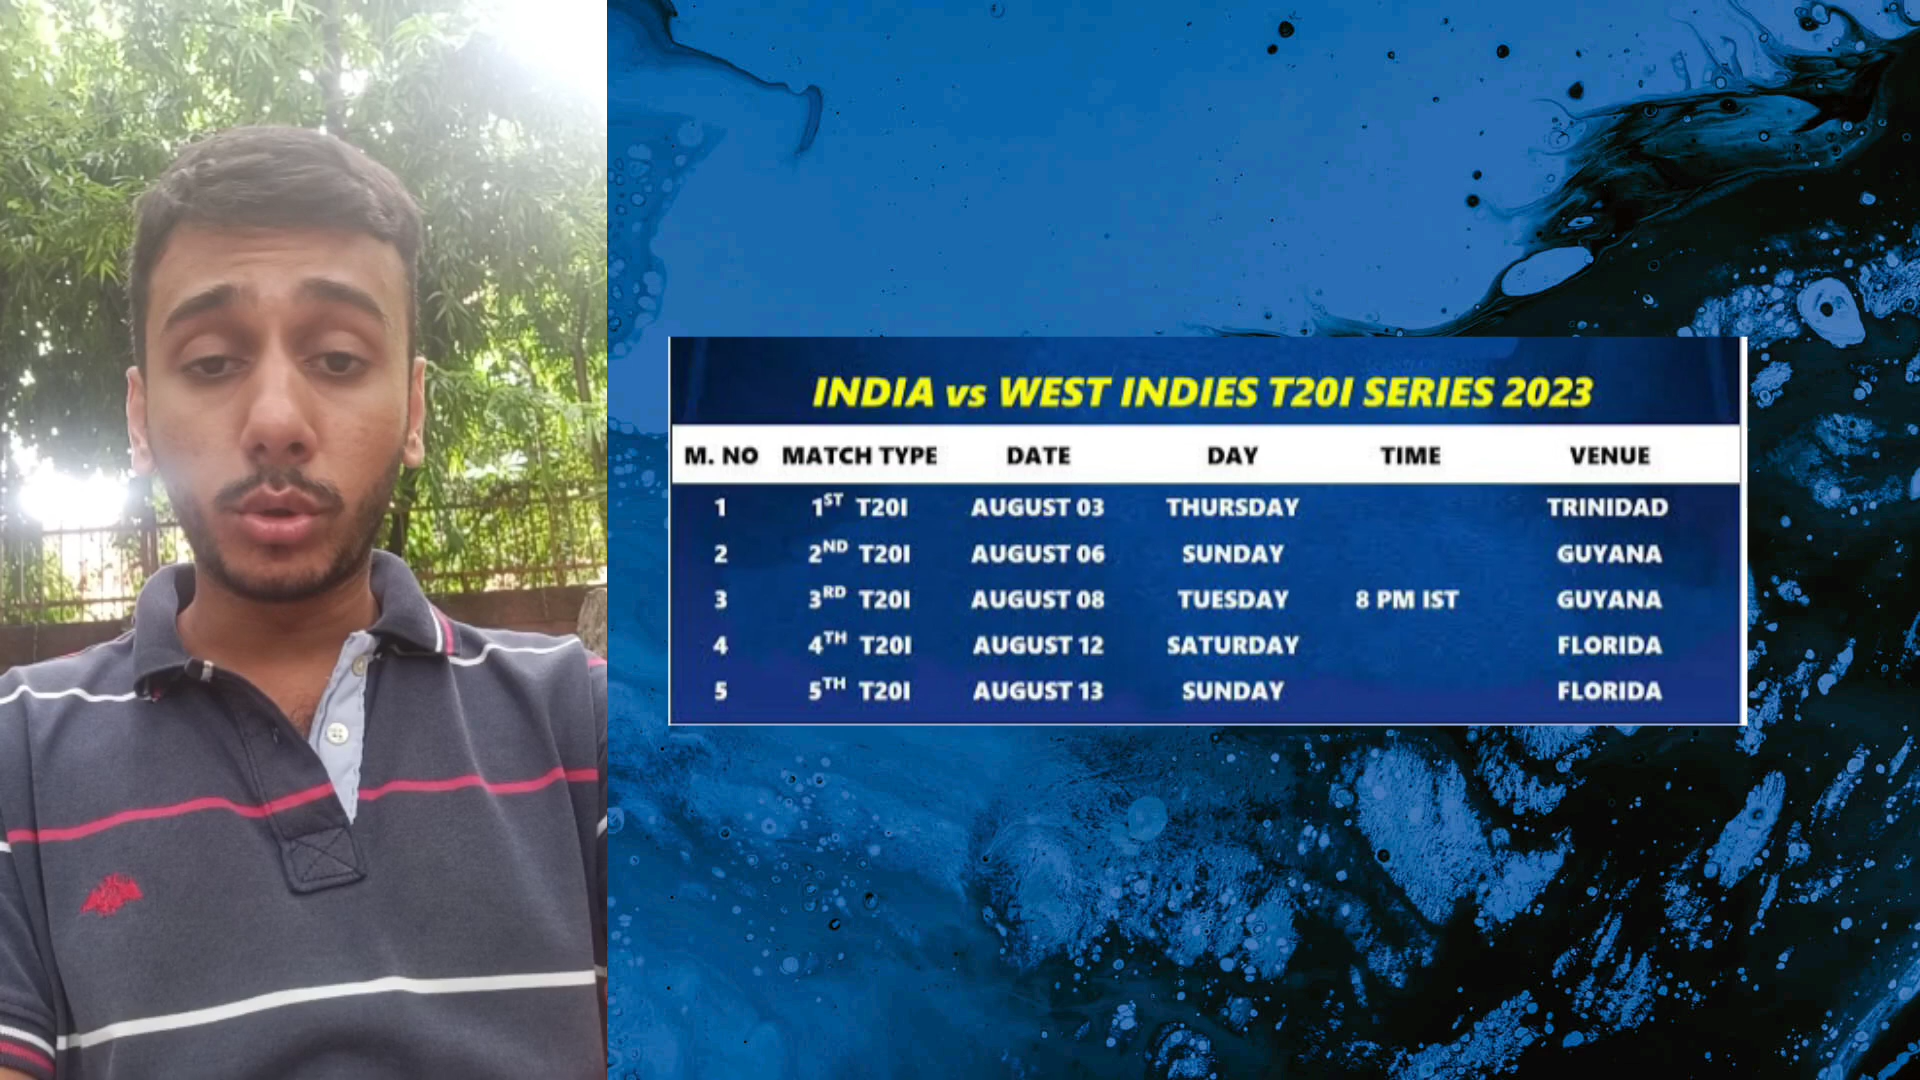 INDIA vs WEST INDIES T20I SERIES 2023
M. NO MATCH TYPE DATE DAY TIME VENUE
1 1ST T20I AUGUST 03 THURSDAY TRINIDAD
2 2ND T20I AUGUST 06 SUNDAY GUYANA
3 3RD T20I AUGUST 08 TUESDAY 8 PM IST GUYANA
4 4TH T20I AUGUST 12 SATURDAY FLORIDA
5 5TH T20I AUGUST 13 SUNDAY FLORIDA